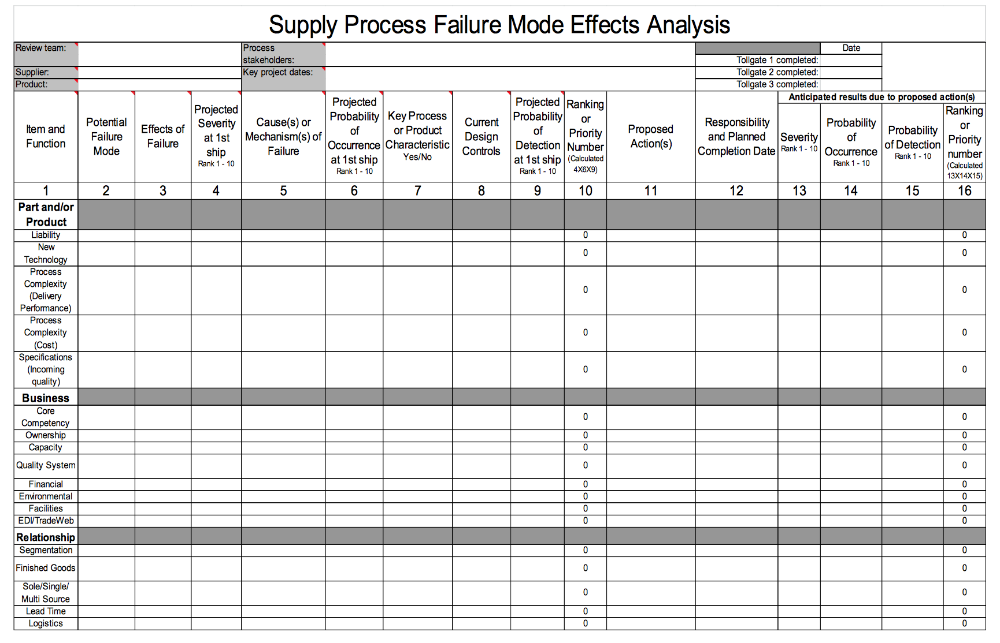 Supply Process Failure Mode Effects Analysis
Review team:
Process
stakeholders:
Date
Tollgate 1 completed:
Supplier:
Key project dates:
Tollgate 2 completed:
Product:
Tollgate 3 completed:
Item and
Function
Potential
Failure
Mode
Effects of
Failure
Projected
Severity
at 1st
ship
Rank 1 - 10
Cause(s) or
Mechanism(s) of
Failure
Projected
Probability
of
Occurrence
at 1st ship
Rank 1 - 10
Key Process
or Product
Characteristic
Yes/No
Current
Design
Controls
Projected
Probability
of
Detection
at 1st ship
Rank 1 - 10
Ranking
or
Priority
Number
(Calculated
4X6X9)
Proposed
Action(s)
Responsibility
and Planned
Completion Date
Anticipated results due to proposed action(s)
Severity
Rank 1 - 10
Probability
of
Occurrence
Rank 1 - 10
Probability
of Detection
Rank 1 - 10
Ranking
or
Priority
number
(Calculated
13X14X15)
1 2 3 4 5 6 7 8 9 10 11 12 13 14 15 16
Part and/or
Product
Liability 0 0
New
Technology
0 0
Process
Complexity
(Delivery
Performance)
0 0
Process
Complexity
(Cost)
0 0
Specifications
(Incoming
quality)
0 0
Business
Core
Competency
0 0
Ownership 0 0
Capacity 0 0
Quality System 0 0
Financial 0 0
Environmental 0 0
Facilities 0 0
EDI/TradeWeb 0 0
Relationship
Segmentation 0 0
Finished Goods 0 0
Sole/Single/
Multi Source
0 0
Lead Time 0 0
Logistics 0 0